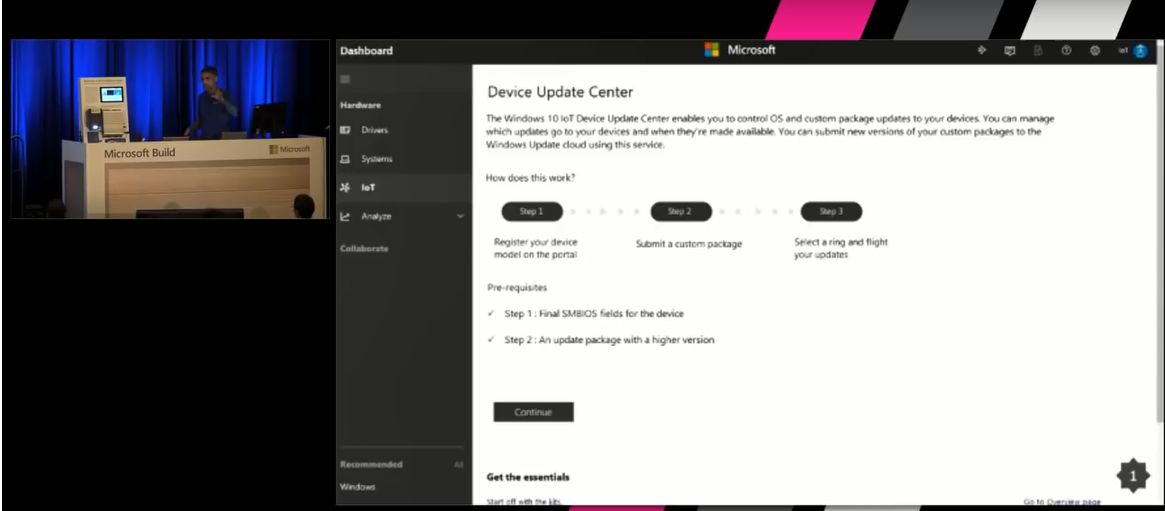 Microsoft Build
Microsoft
Dashboard
Microsoft
IoT
Hardware
Drivers
Systems
IoT
Analyze
Collaborate
Recommended
All
Windows
Device Update Center
The Windows 10 IoT Device Update Center enables you to control OS and custom package updates to your devices. You can manage
which updates go to your devices and when they're made available. You can submit new versions of your custom packages to the
Windows Update cloud using this service.
How does this work?
Step 1
Step 2
Step 3
Register your device
model on the portal
Submit a custom package
Select a ring and flight
your updates
Pre-requisites
✓ Step 1 : Final SMBIOS fields for the device
✓ Step 2 : An update package with a higher version
Continue
Get the essentials
Start off with the kits,
Go to Overview page
1